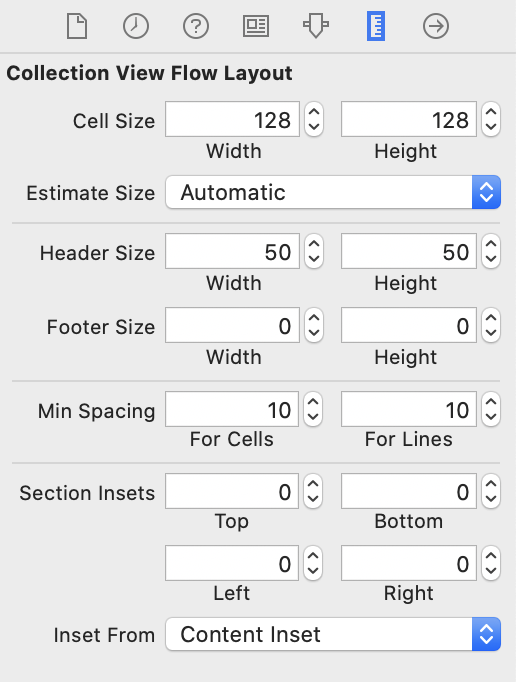 Collection View Flow Layout
Cell Size 128 128
Width Height
Estimate Size Automatic
Header Size 50 50
Width Height
Footer Size 0 0
Width Height
Min Spacing 10 10
For Cells For Lines
Section Insets 0 0
Top Bottom
0 0
Left Right
Inset From Content Inset